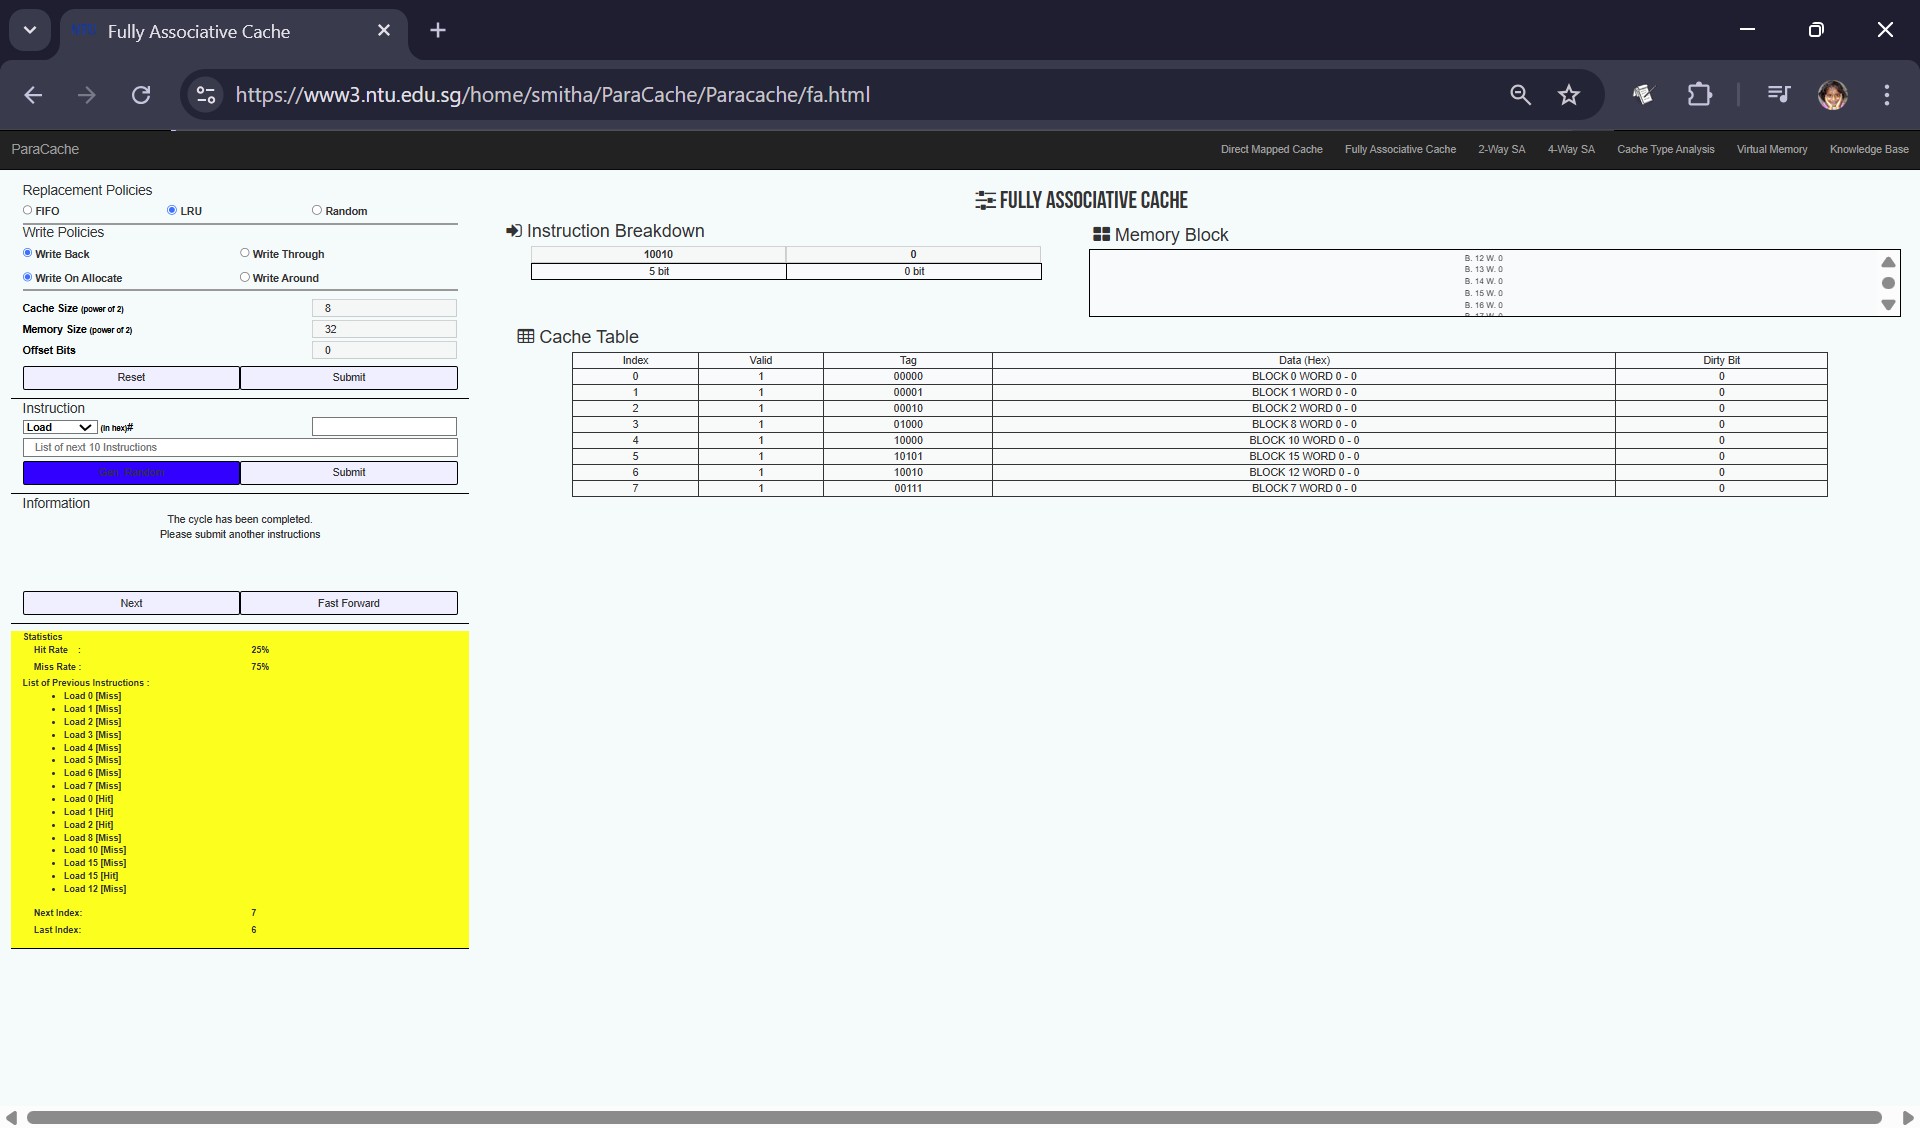 Fully Associative Cache
https://www3.ntu.edu.sg/home/smitha/ParaCache/Paracache/fa.html
ParaCache Direct Mapped Cache Fully Associative Cache 2-Way SA 4-Way SA Cache Type Analysis Virtual Memory Knowledge Base
Replacement Policies
FIFO LRU Random
Write Policies
Write Back Write Through
Write On Allocate Write Around
Cache Size (power of 2) 8
Memory Size (power of 2) 32
Offset Bits 0
Reset Submit
Instruction
Load (in hex)#
List of next 10 Instructions
Submit
Information
The cycle has been completed.
Please submit another instructions
Next Fast Forward
Statistics
Hit Rate : 25%
Miss Rate : 75%
List of Previous Instructions :
Load 0 [Miss]
Load 1 [Miss]
Load 2 [Miss]
Load 3 [Miss]
Load 4 [Miss]
Load 5 [Miss]
Load 6 [Miss]
Load 7 [Miss]
Load 0 [Hit]
Load 1 [Hit]
Load 2 [Hit]
Load 8 [Miss]
Load 10 [Miss]
Load 15 [Miss]
Load 15 [Hit]
Load 12 [Miss]
Next Index: 7
Last Index: 6
FULLY ASSOCIATIVE CACHE
Instruction Breakdown
10010 0
5 bit 0 bit
Memory Block
B. 12 W. 0
B. 13 W. 0
B. 14 W. 0
B. 15 W. 0
B. 16 W. 0
B. 17 W. 0
Cache Table
Index Valid Tag Data (Hex) Dirty Bit
0 1 00000 BLOCK 0 WORD 0 - 0 0
1 1 00001 BLOCK 1 WORD 0 - 0 0
2 1 00010 BLOCK 2 WORD 0 - 0 0
3 1 01000 BLOCK 8 WORD 0 - 0 0
4 1 10000 BLOCK 10 WORD 0 - 0 0
5 1 10101 BLOCK 15 WORD 0 - 0 0
6 1 10010 BLOCK 12 WORD 0 - 0 0
7 1 00111 BLOCK 7 WORD 0 - 0 0